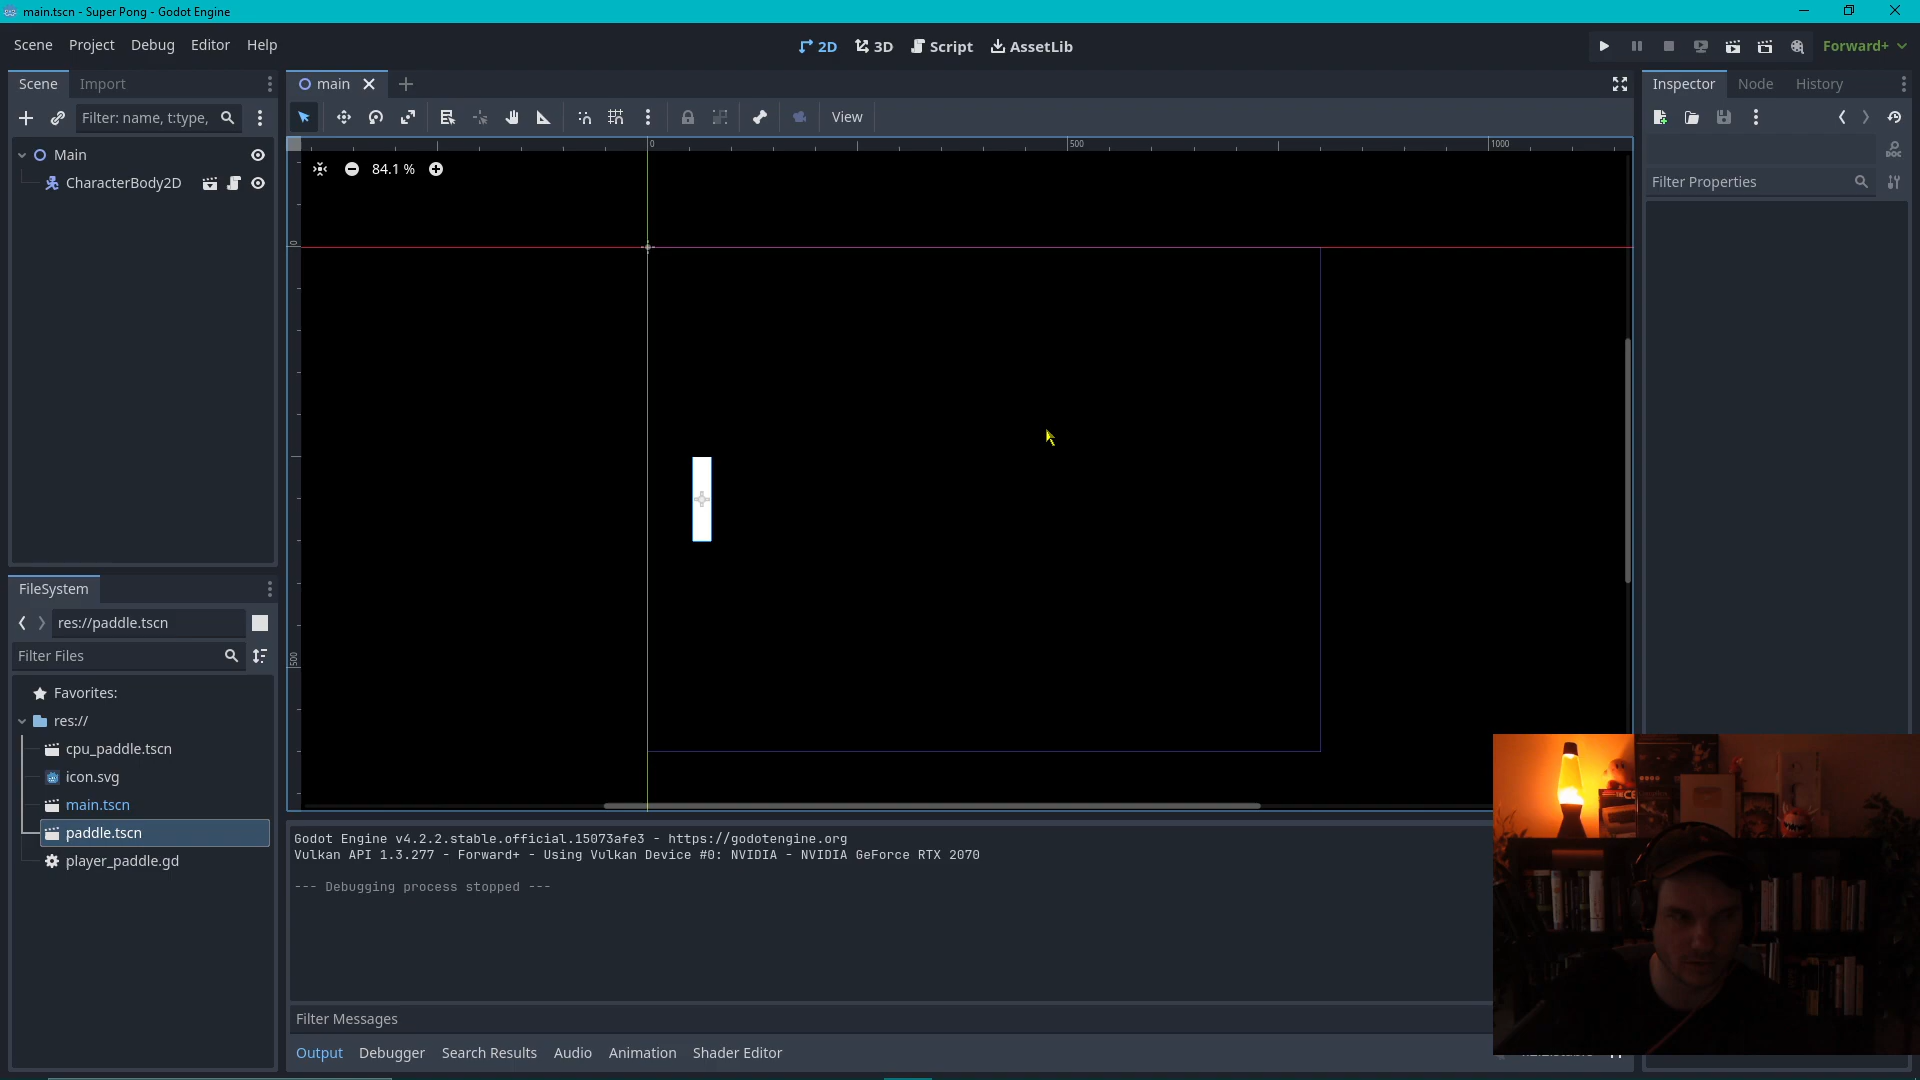 main.tscn - Super Pong - Godot Engine
Scene Project Debug Editor Help
2D 3D Script AssetLib
Forward+
Scene Import
main
Inspector Node History
Filter: name, t:type,
View
Main
CharacterBody2D
0 500 1000
84.1 %
DOC
Filter Properties
0
500
FileSystem
res://paddle.tscn
Filter Files
Favorites:
res://
cpu_paddle.tscn
icon.svg
main.tscn
paddle.tscn
player_paddle.gd
Godot Engine v4.2.2.stable.official.15073afe3 - https://godotengine.org
Vulkan API 1.3.277 - Forward+ - Using Vulkan Device #0: NVIDIA - NVIDIA GeForce RTX 2070
--- Debugging process stopped ---
Filter Messages
Output Debugger Search Results Audio Animation Shader Editor